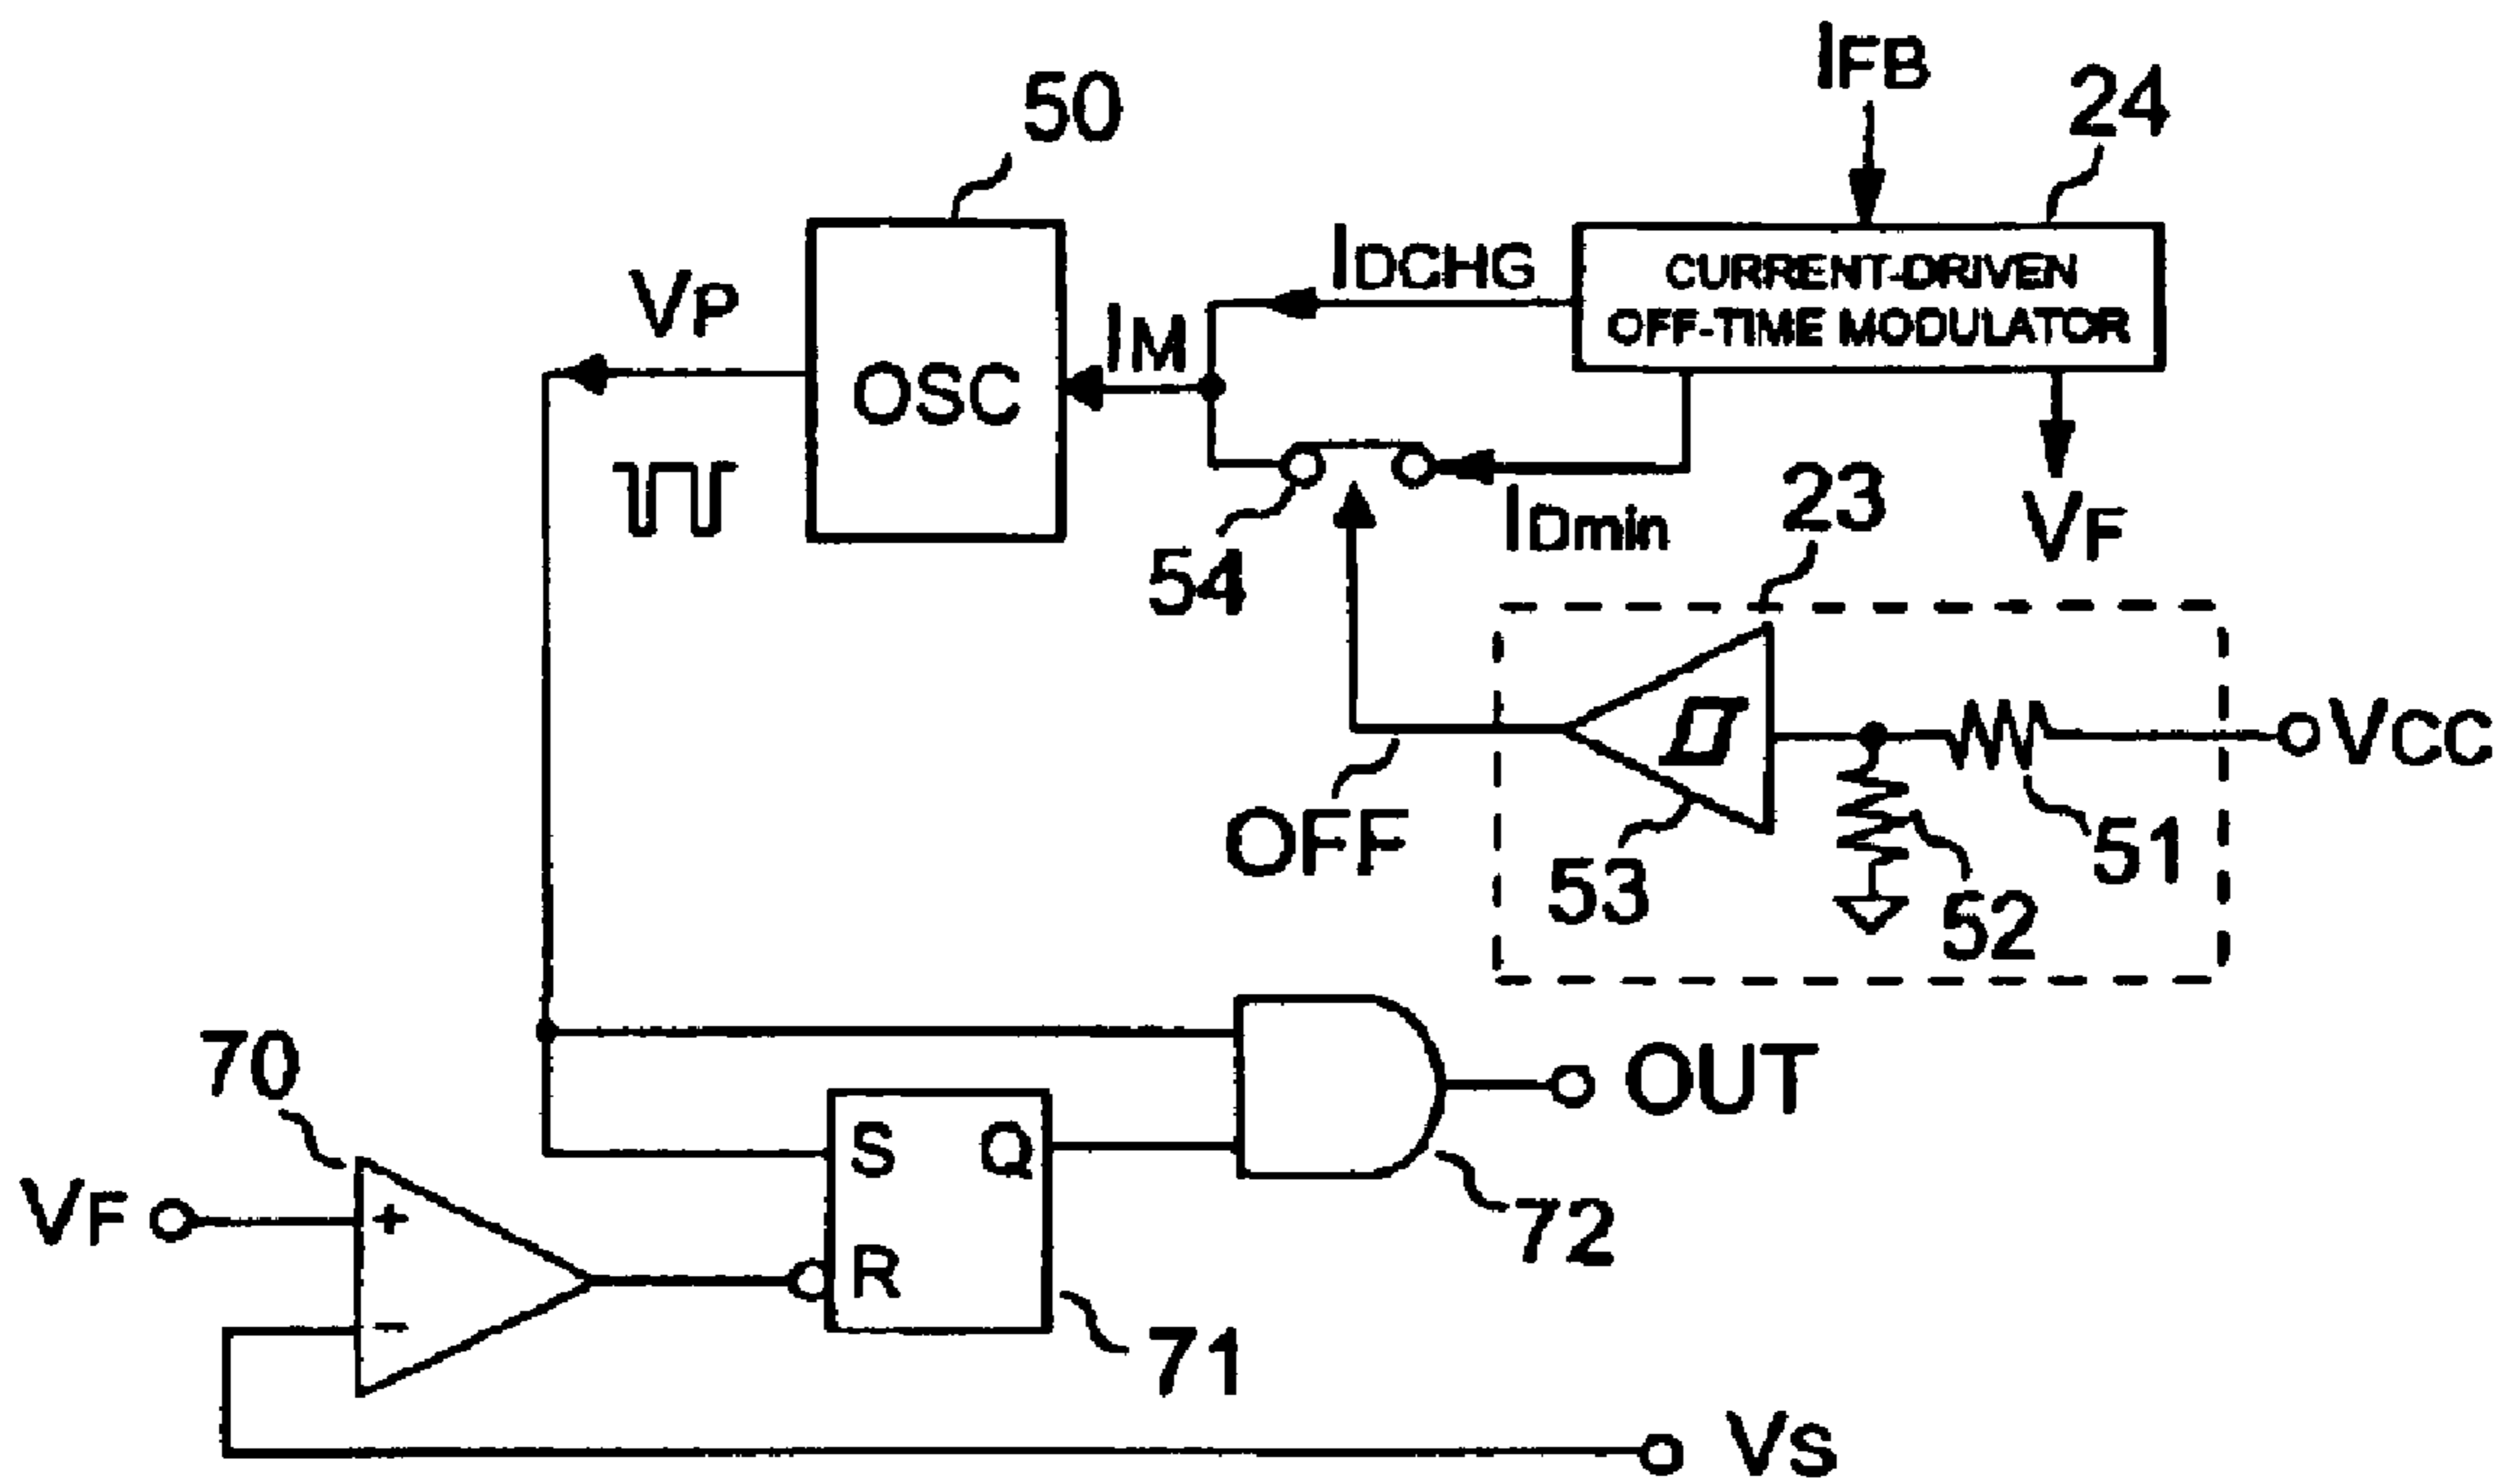 IFB
50
24
IDCHG
CURRENT-DRIVEN
OFF-TIME MODULATOR
VP
IM
OSC
IDmin
VF
23
54
VCC
OFF
53
52
51
70
OUT
S
Q
VF
+
R
72
−
71
VS